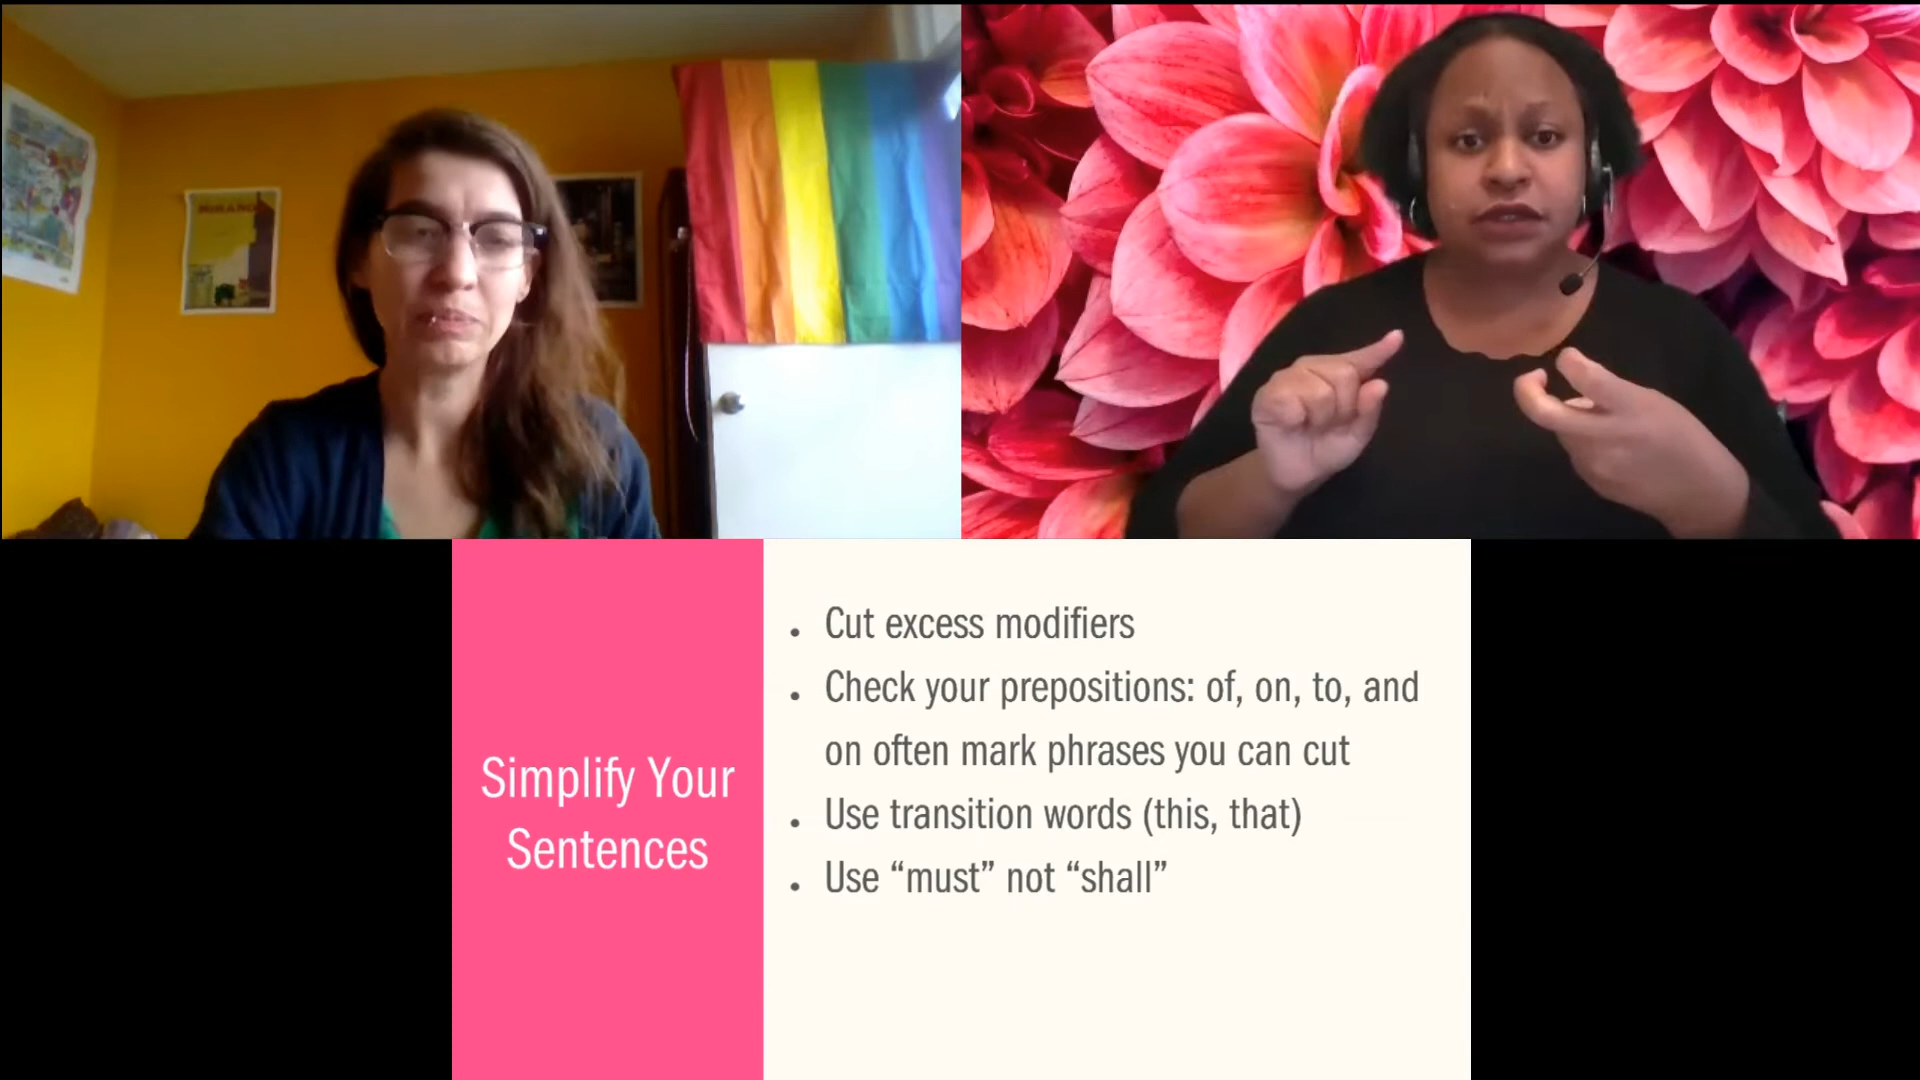 Simplify Your
Sentences
• Cut excess modifiers
• Check your prepositions: of, on, to, and
on often mark phrases you can cut
• Use transition words (this, that)
• Use “must” not “shall”